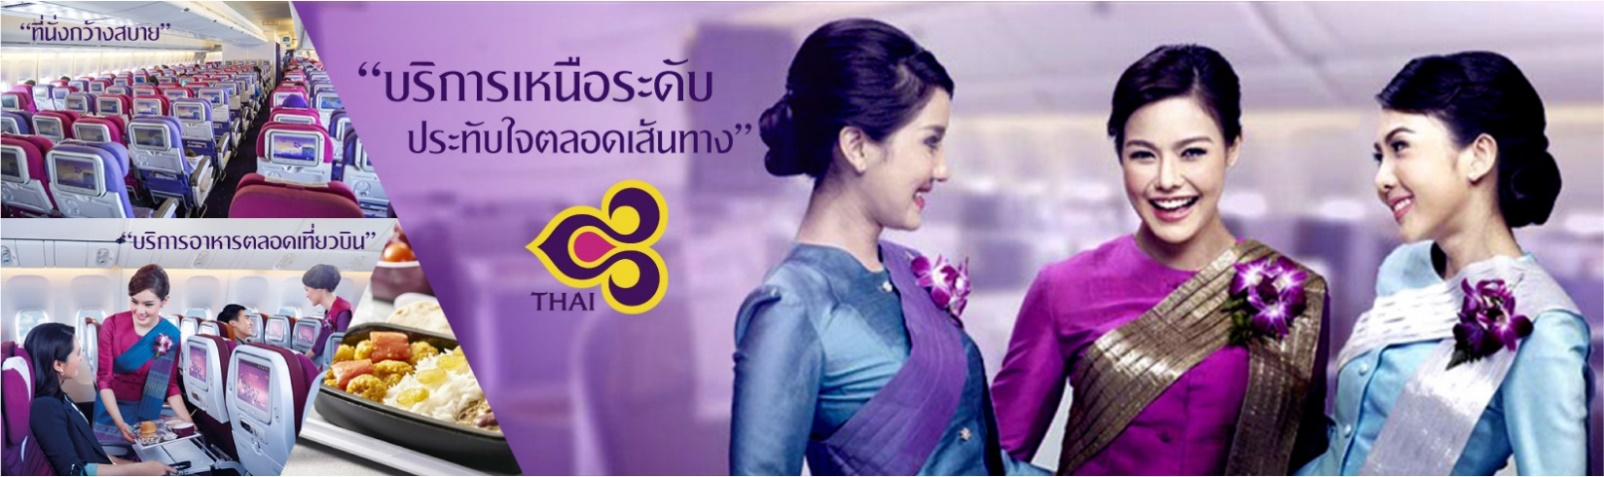 “ที่นั่งกว้างสบาย”
“บริการเหนือระดับ
ประทับใจตลอดเส้นทาง”
THAI
“บริการอาหารตลอดเที่ยวบิน”